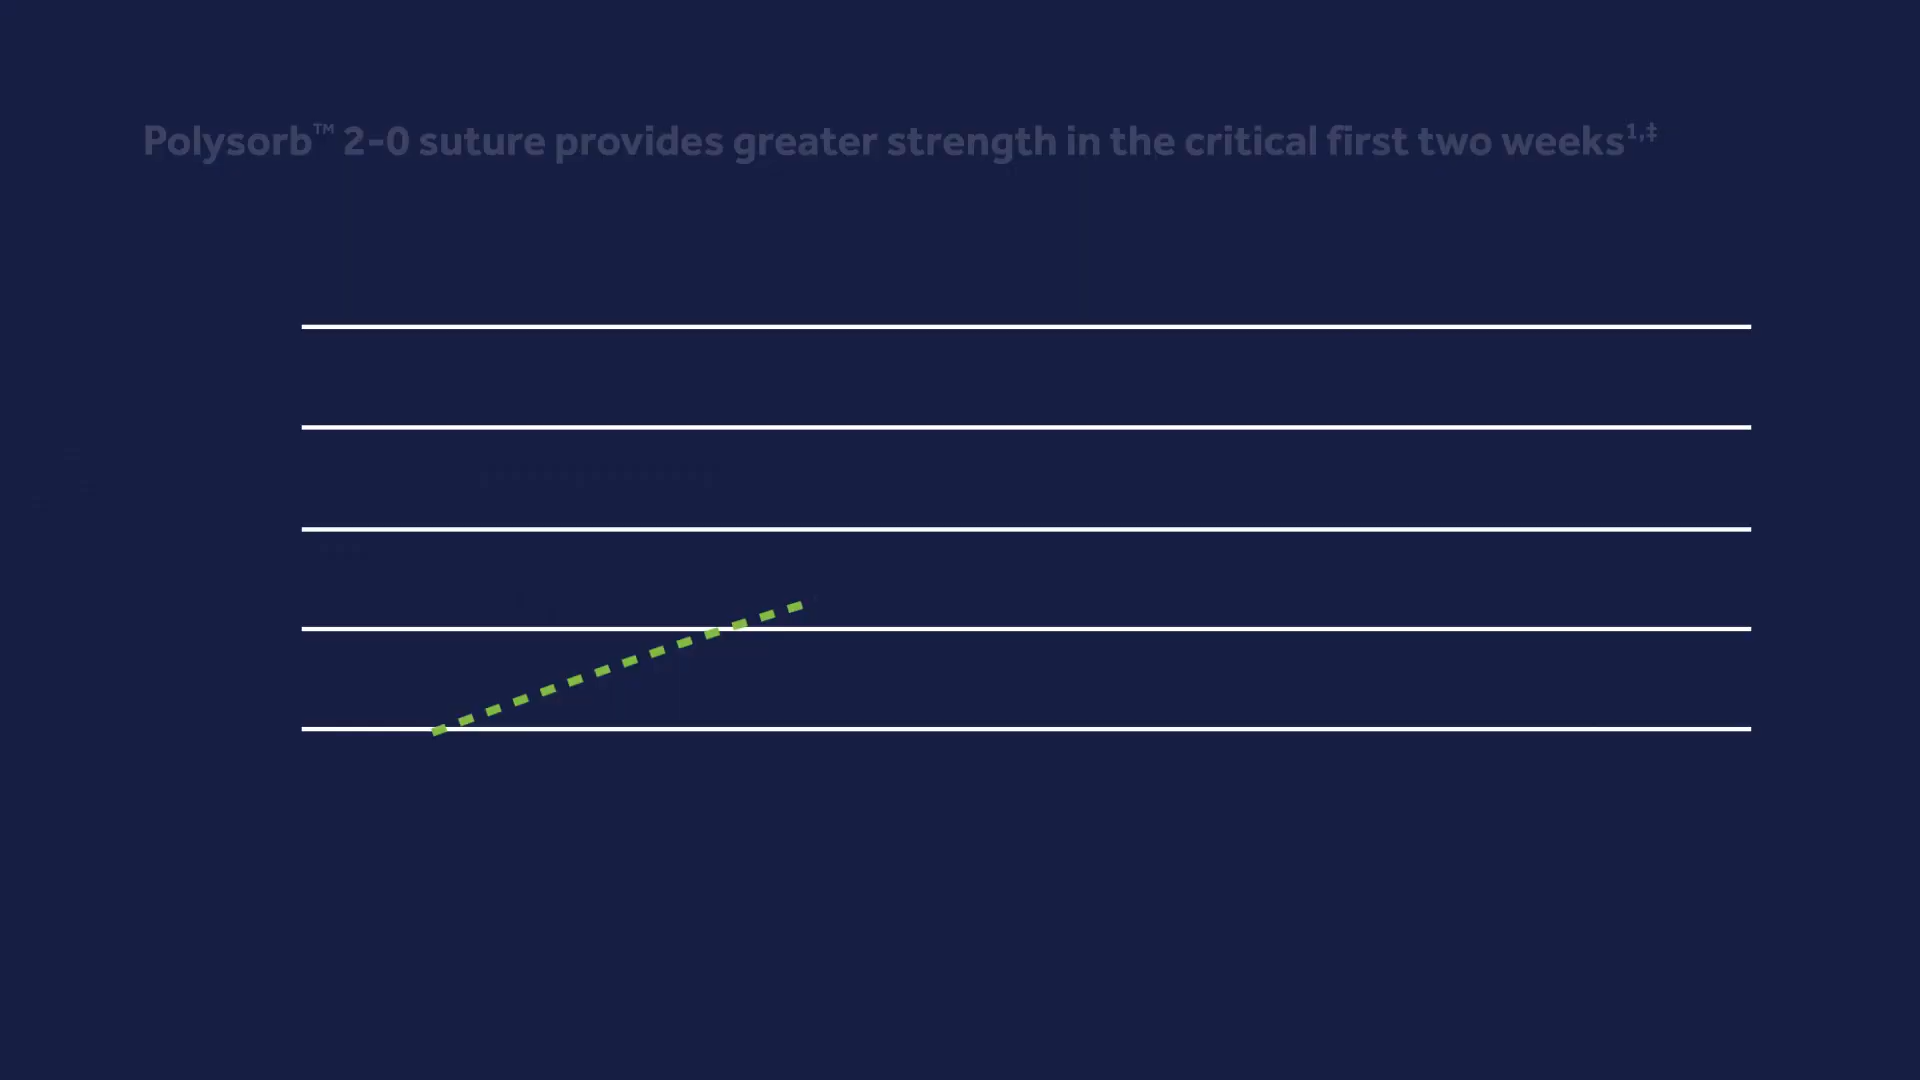 Polysorb™ 2-0 suture provides greater strength in the critical first two weeks¹,‡